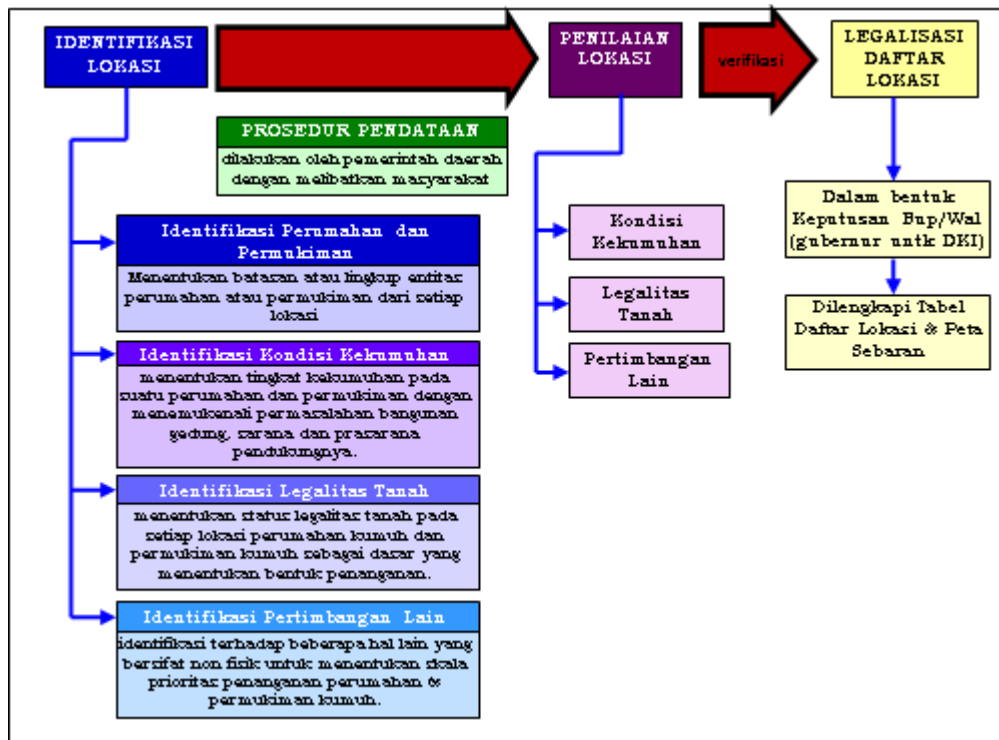 IDENTIFIKASI
LOKASI
PENILAIAN
LOKASI
verifikasi
LEGALISASI
DAFTAR
LOKASI
PROSEDUR PENDATAAN
dilakukan oleh pemerintah daerah
dengan melibatkan masyarakat
Identifikasi Perumahan dan
Permukiman
Menentukan batasan atau lingkup entitas
perumahan atau permukiman dari setiap
lokasi
Identifikasi Kondisi Kekumuhan
menentukan tingkat kekumuhan pada
suatu perumahan dan permukiman dengan
menemukenali permasalahan bangunan
gedung, sarana dan prasarana
pendukungnya.
Identifikasi Legalitas Tanah
menentukan status legalitas tanah pada
setiap lokasi perumahan kumuh dan
permukiman kumuh sebagai dasar yang
menentukan bentuk penanganan.
Identifikasi Pertimbangan Lain
identifikasi terhadap beberapa hal lain yang
bersifat non fisik untuk menentukan skala
prioritas penanganan perumahan &
permukiman kumuh.
Kondisi
Kekumuhan
Legalitas
Tanah
Pertimbangan
Lain
Dalam bentuk
Keputusan Bup/Wal
(gubernur untk DKI)
Dilengkapi Tabel
Daftar Lokasi & Peta
Sebaran